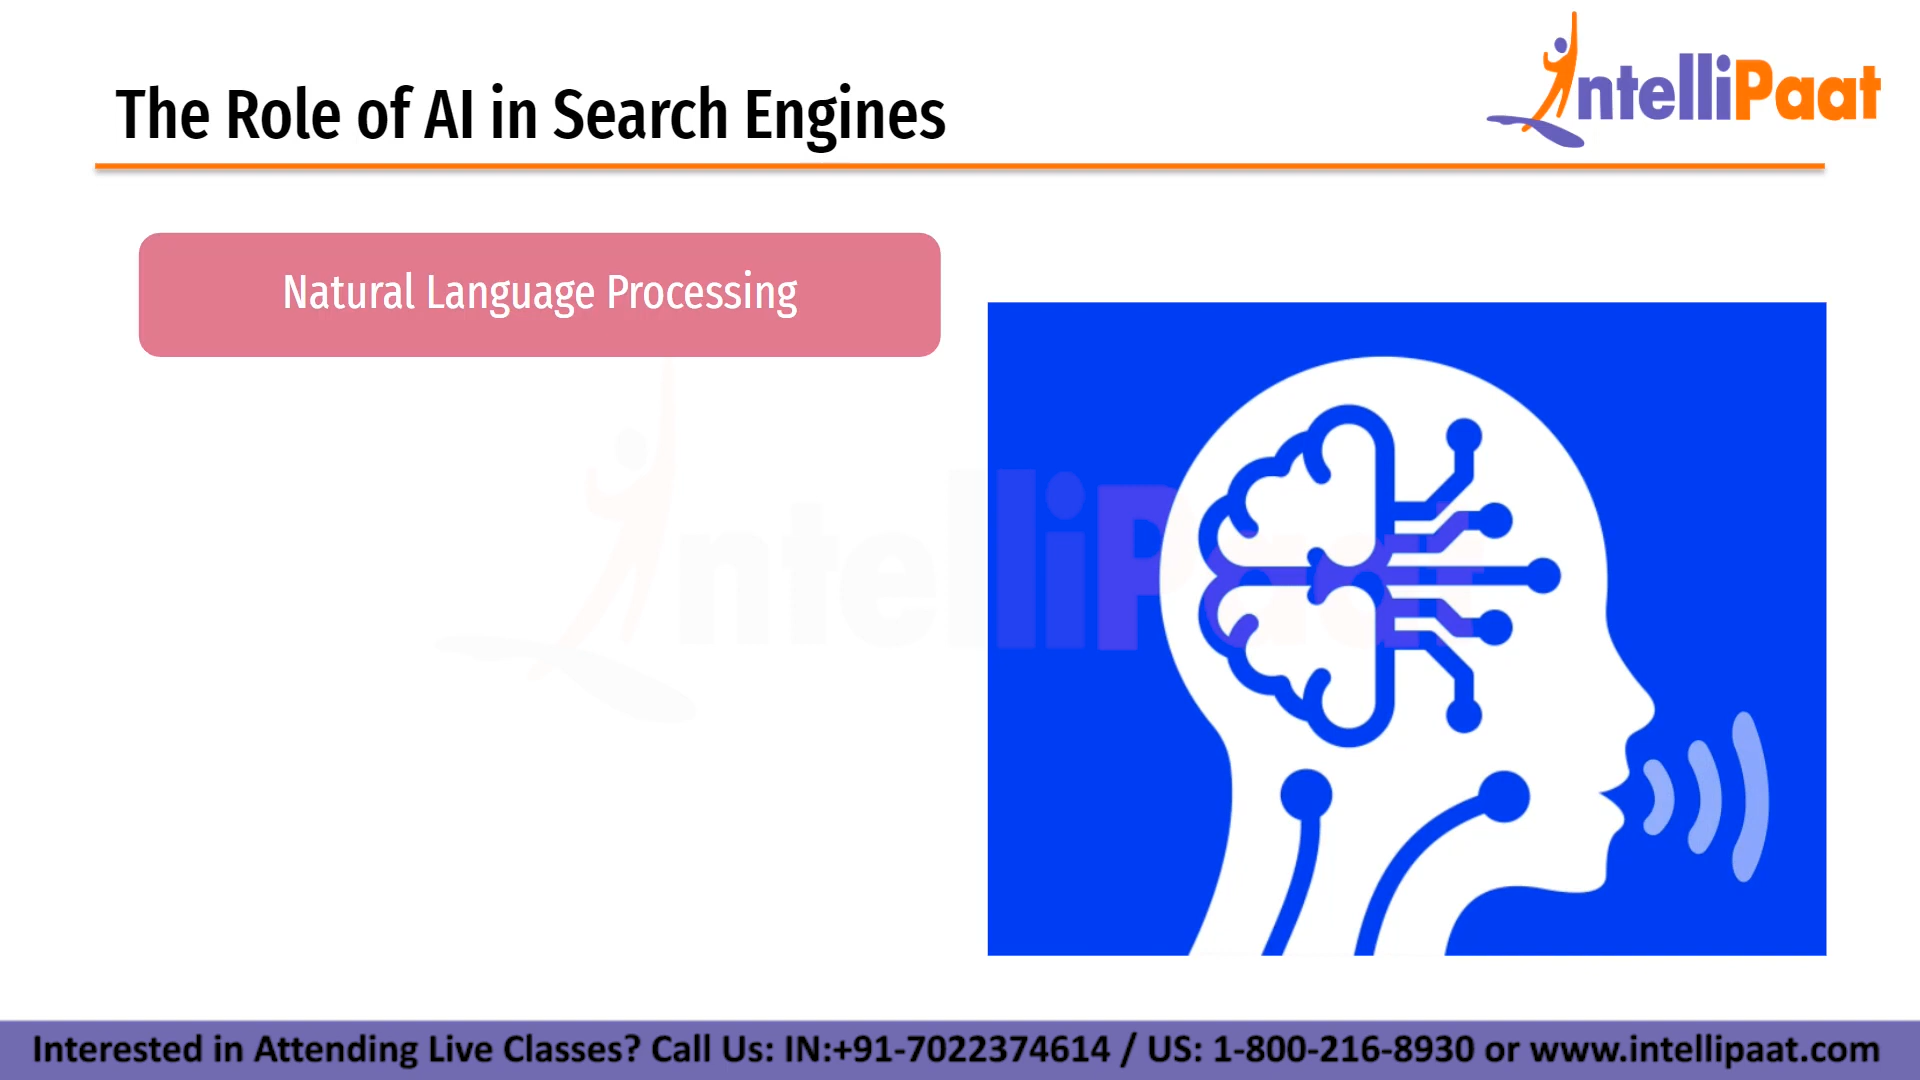 IntelliPaat
The Role of AI in Search Engines
Natural Language Processing
IntelliPaat
Interested in Attending Live Classes? Call Us: IN:+91-7022374614 / US: 1-800-216-8930 or www.intellipaat.com